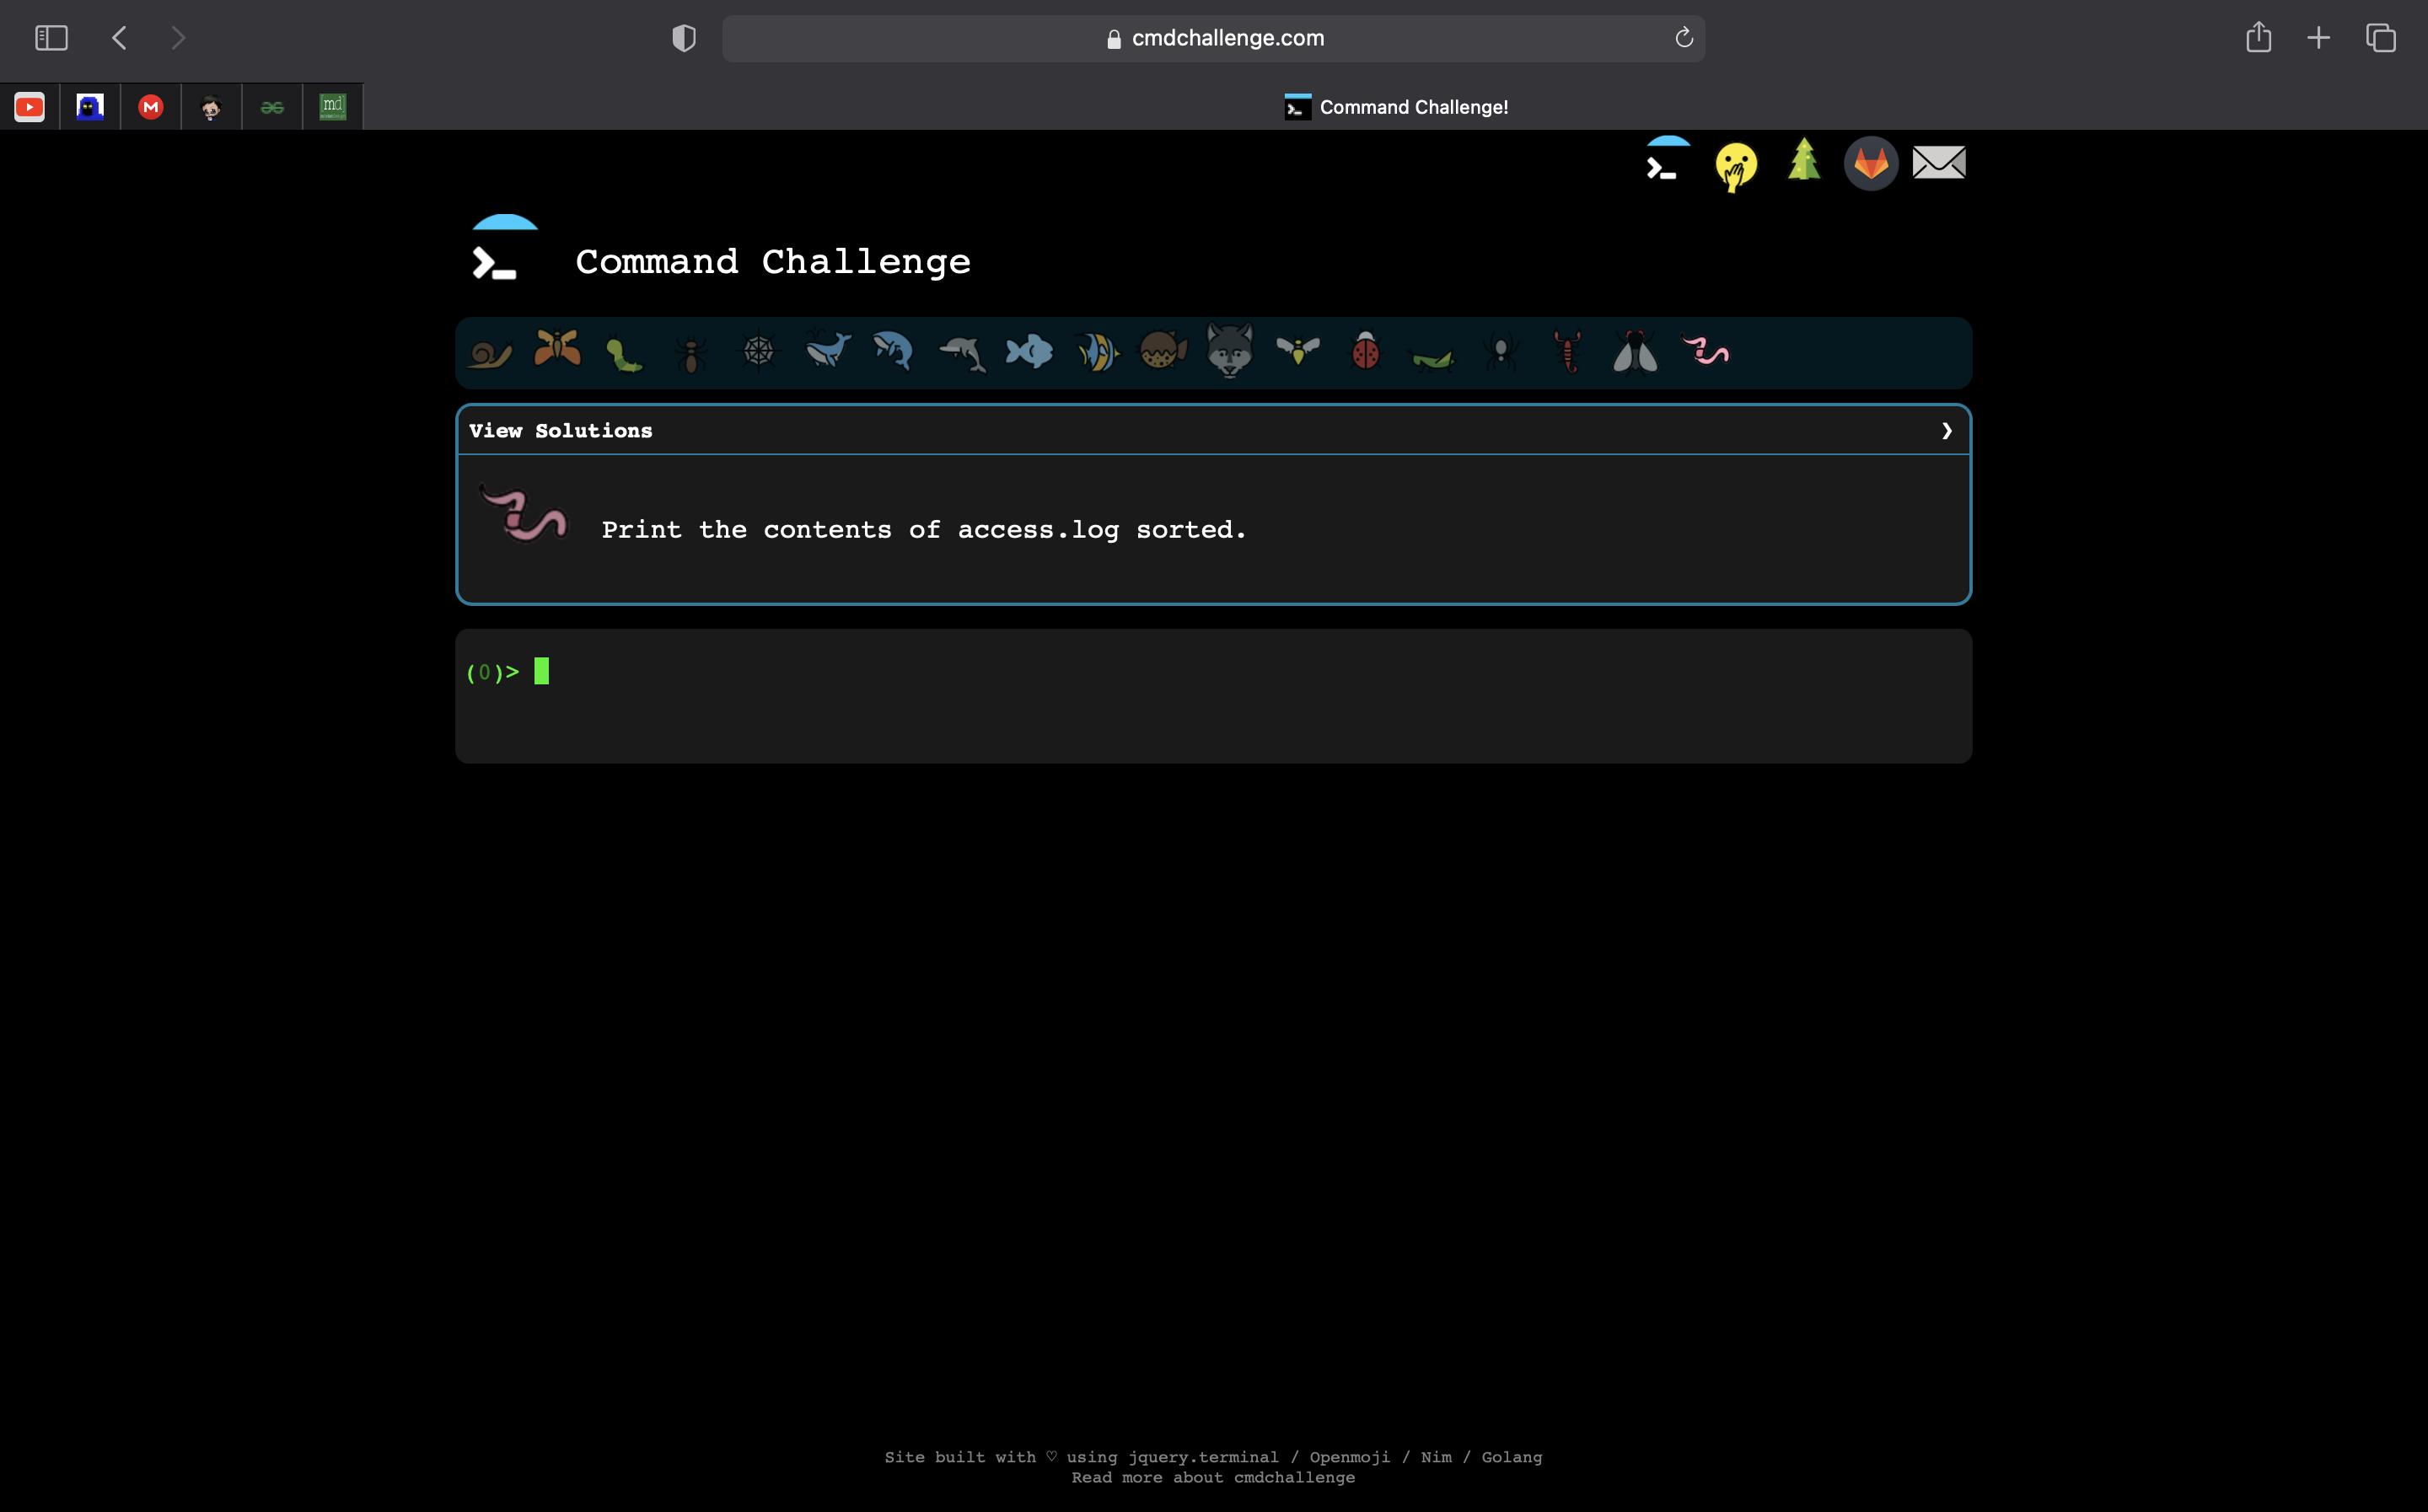 cmdchallenge.com
md
Command Challenge!
Command Challenge
View Solutions
Print the contents of access.log sorted.
(0)>
Site built with ♡ using jquery.terminal / Openmoji / Nim / Golang
Read more about cmdchallenge